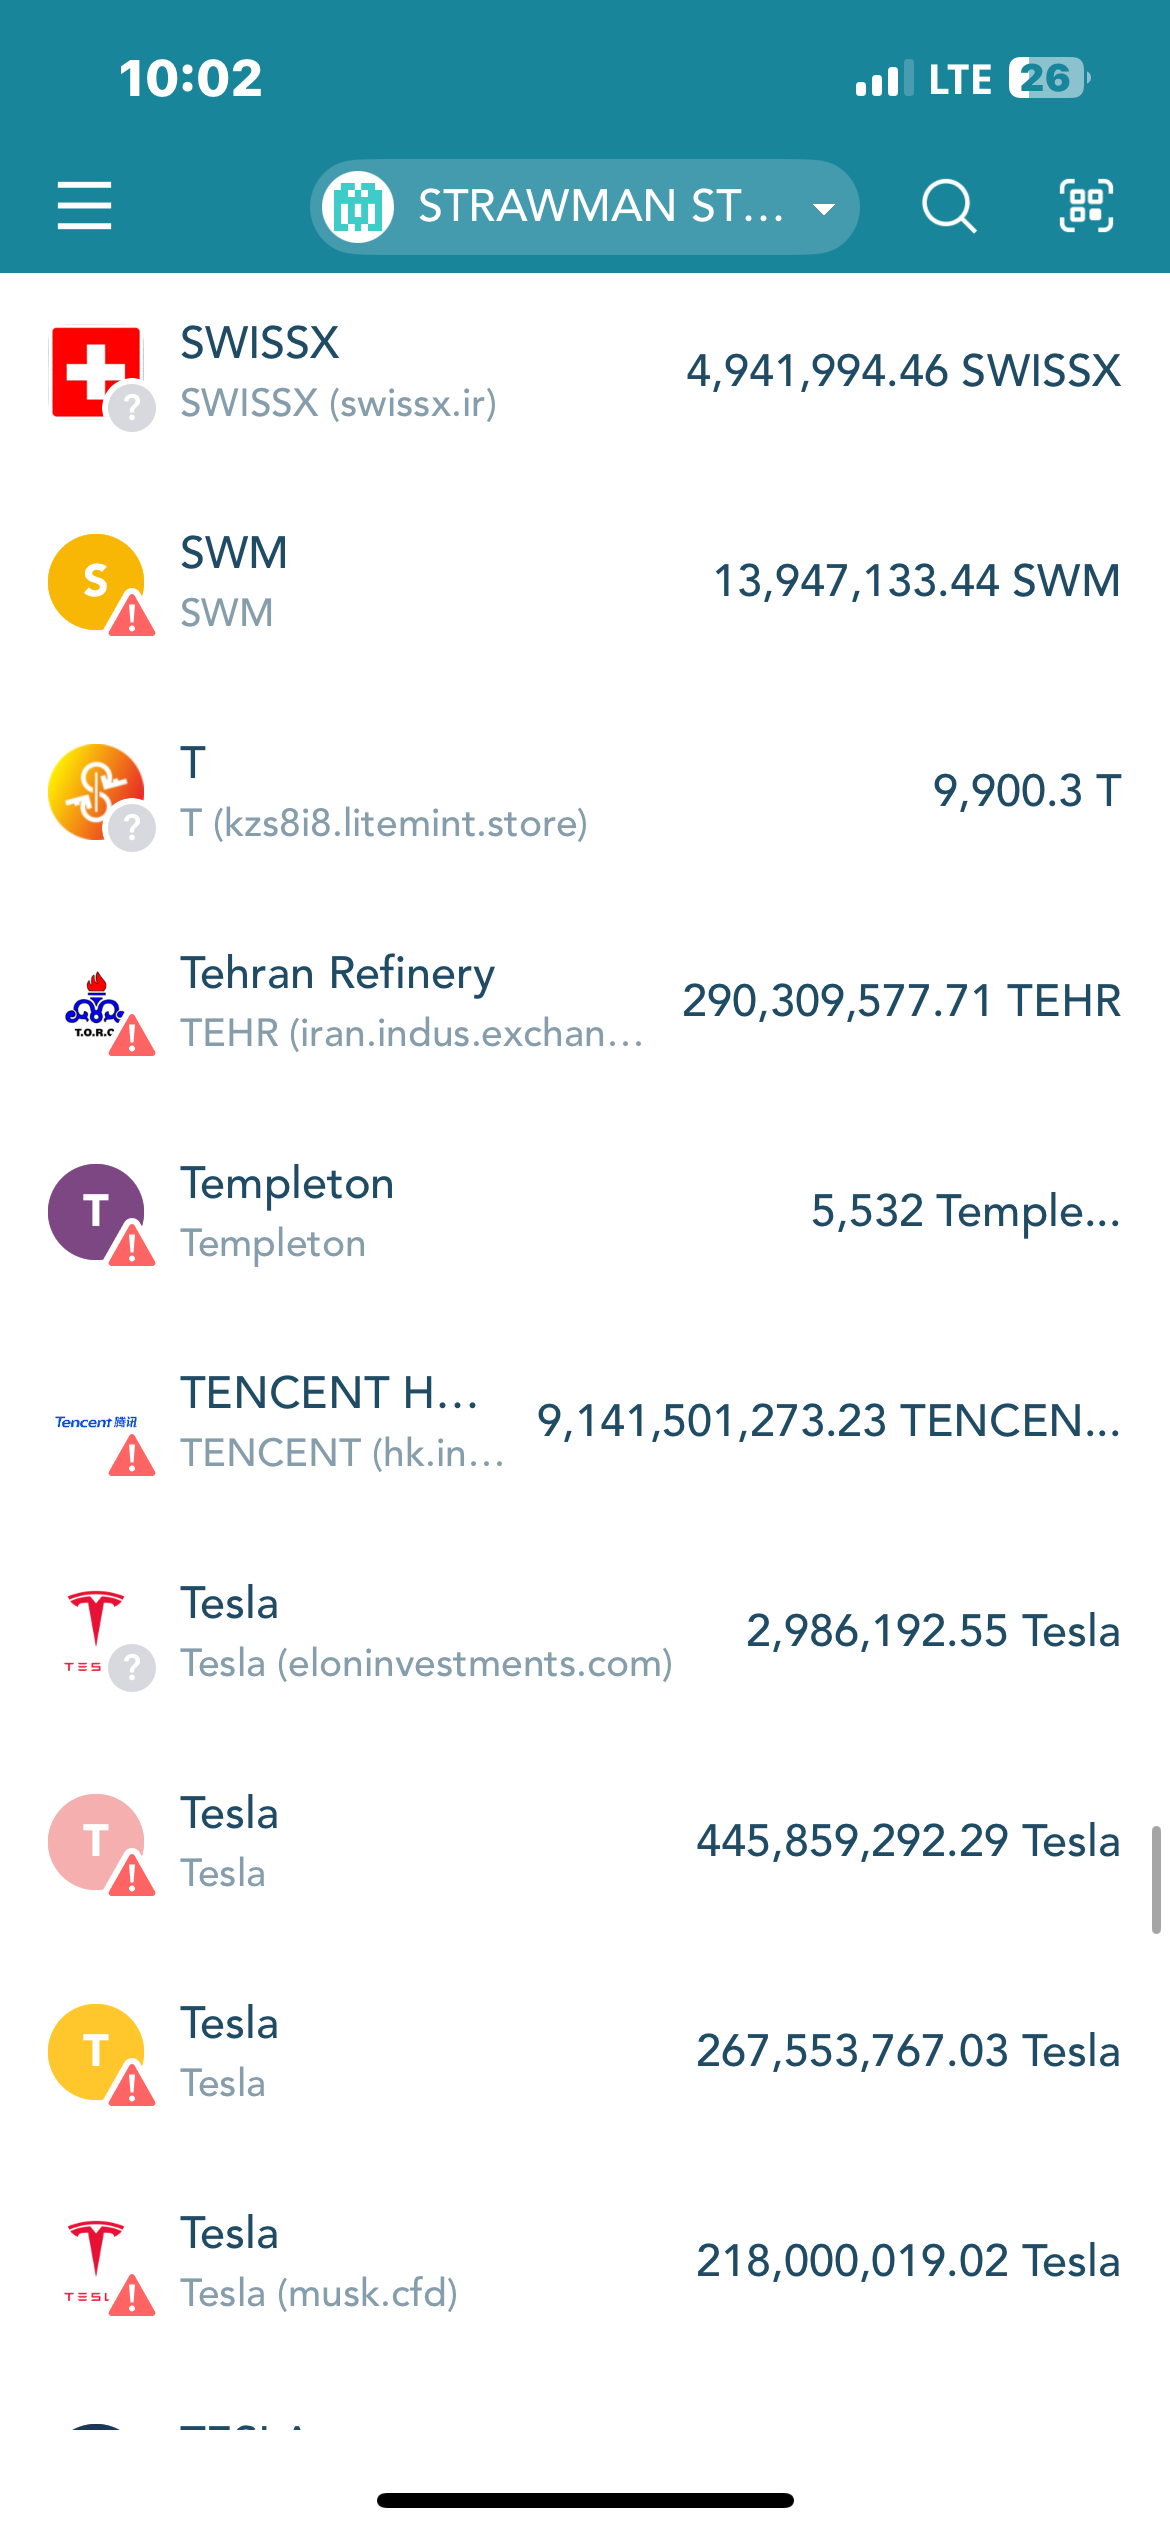 10:02
LTE 26
STRAWMAN ST...
SWISSX
4,941,994.46 SWISSX
SWISSX (swissx.ir)
S
SWM
13,947,133.44 SWM
SWM
T
9,900.3 T
T (kzs8i8.litemint.store)
Tehran Refinery
290,309,577.71 TEHR
TEHR (iran.indus.exchan...
T.O.R.C
T
Templeton
5,532 Temple...
Templeton
TENCENT H...
Tencent 腾讯
9,141,501,273.23 TENCEN...
TENCENT (hk.in...
Tesla
2,986,192.55 Tesla
Tesla (eloninvestments.com)
TES
T
Tesla
445,859,292.29 Tesla
Tesla
T
Tesla
267,553,767.03 Tesla
Tesla
Tesla
218,000,019.02 Tesla
Tesla (musk.cfd)
TESL